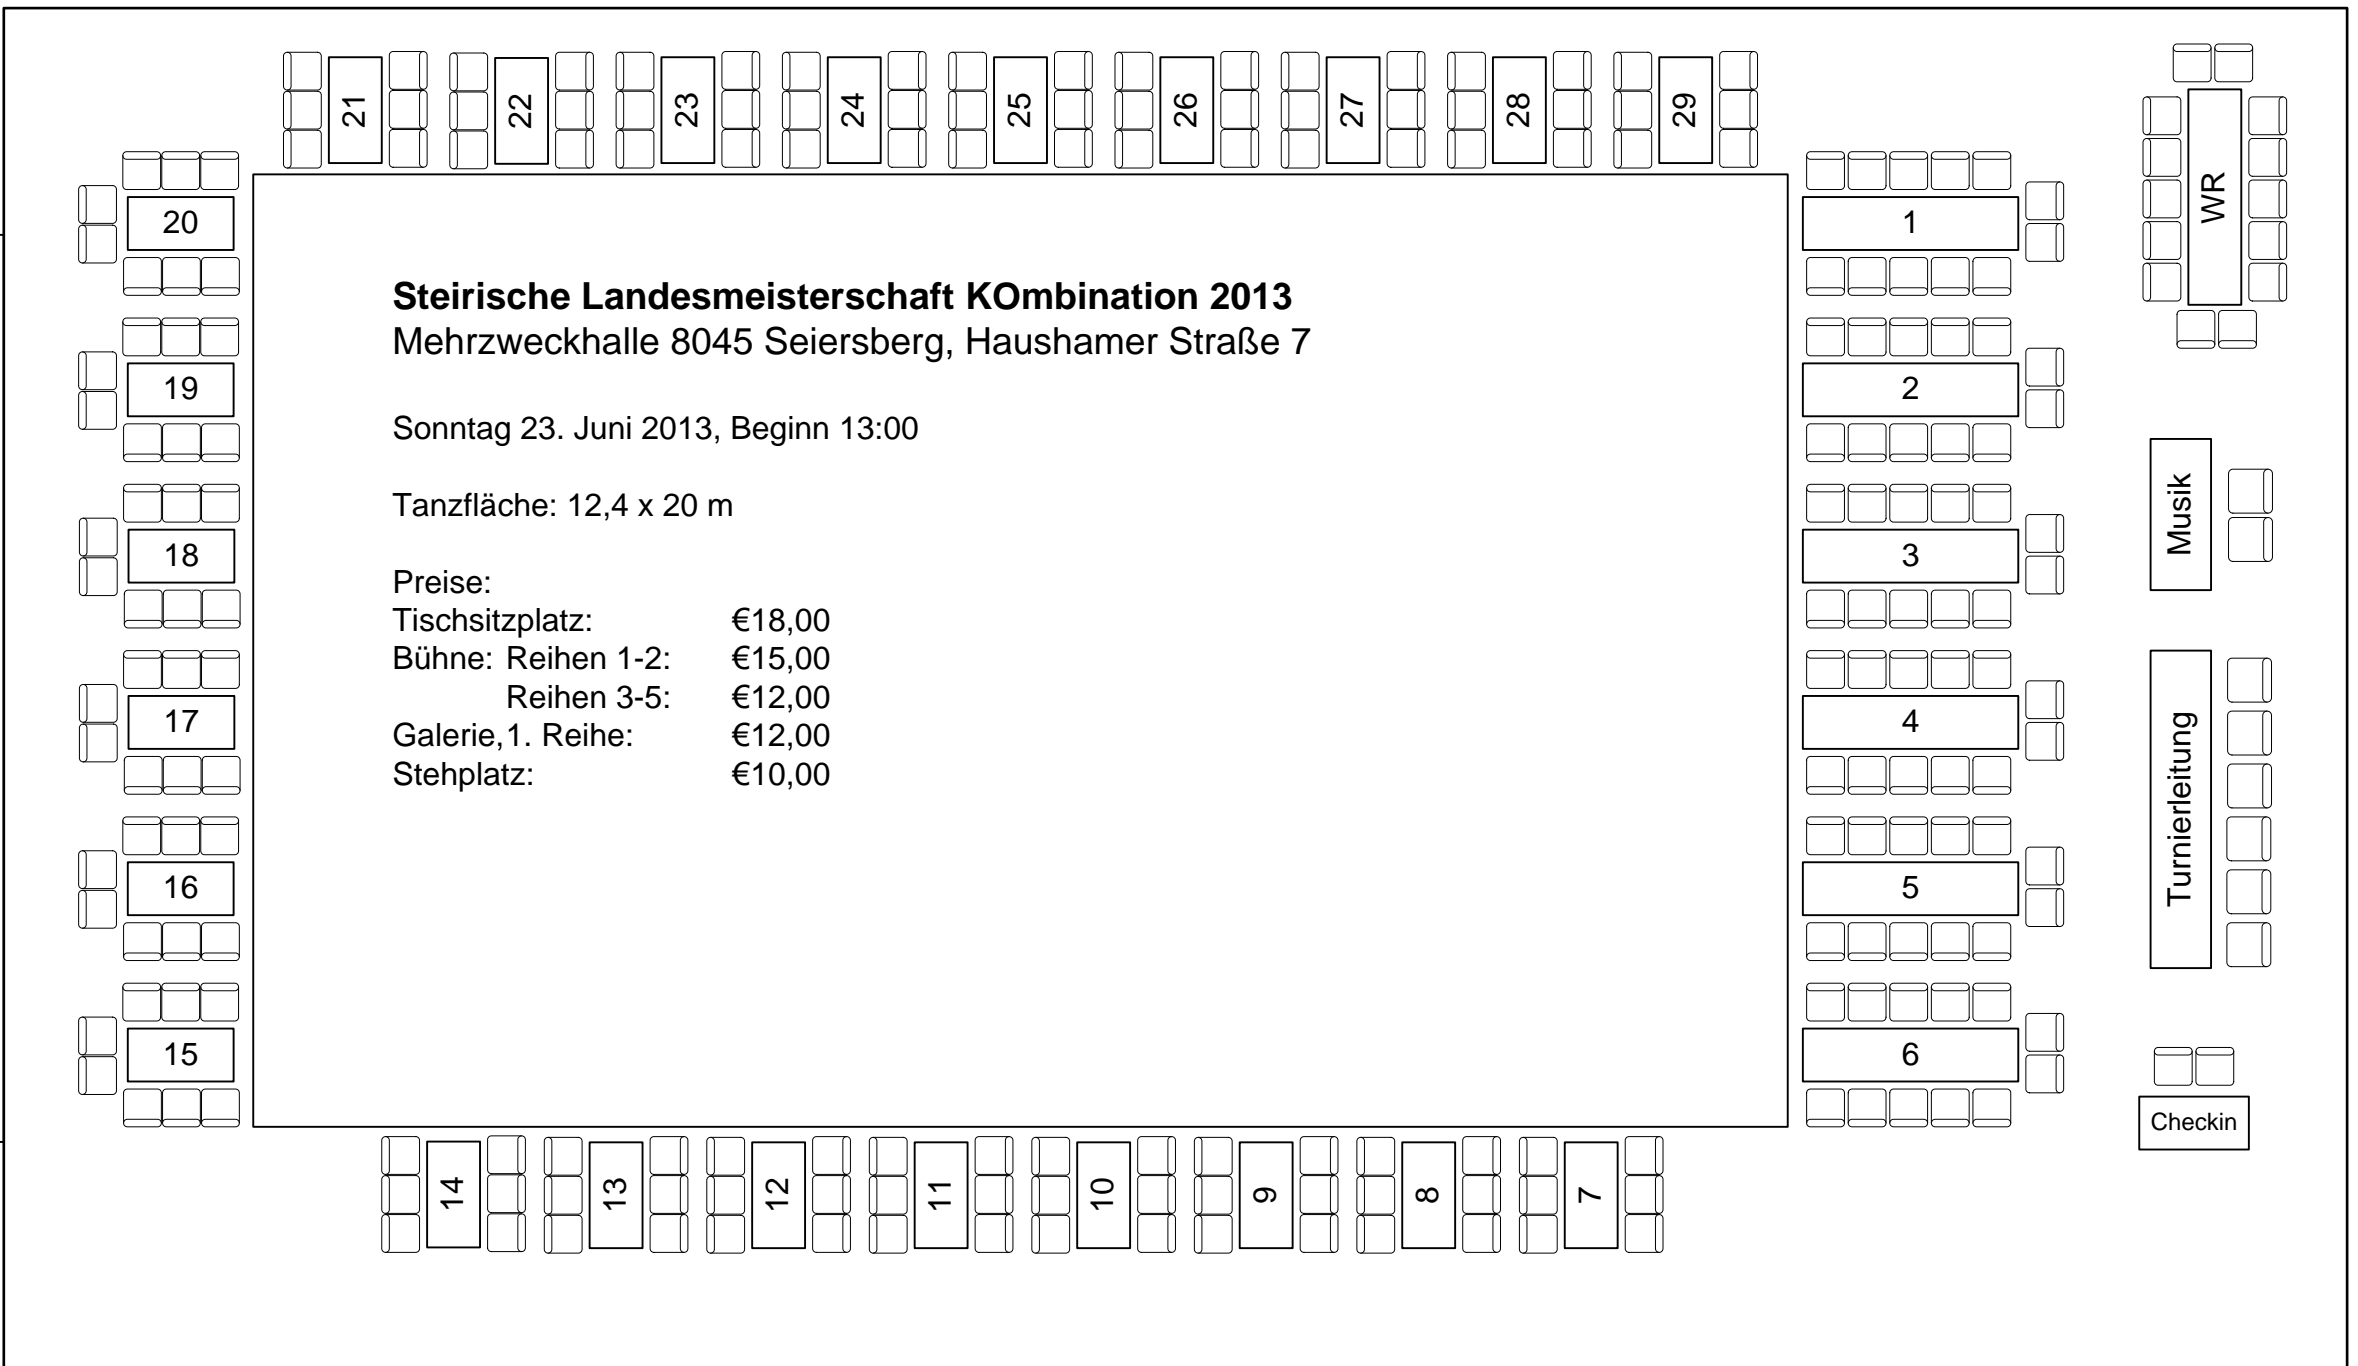 21
22
23
24
25
26
27
28
29
20
19
18
17
16
15
Steirische Landesmeisterschaft KOmbination 2013
Mehrzweckhalle 8045 Seiersberg, Haushamer Straße 7
Sonntag 23. Juni 2013, Beginn 13:00
Tanzfläche: 12,4 x 20 m
Preise:
Tischsitzplatz: €18,00
Bühne: Reihen 1-2: €15,00
Reihen 3-5: €12,00
Galerie,1. Reihe: €12,00
Stehplatz: €10,00
1
2
3
4
5
6
WR
Musik
Turnierleitung
Checkin
14
13
12
11
10
9
8
7